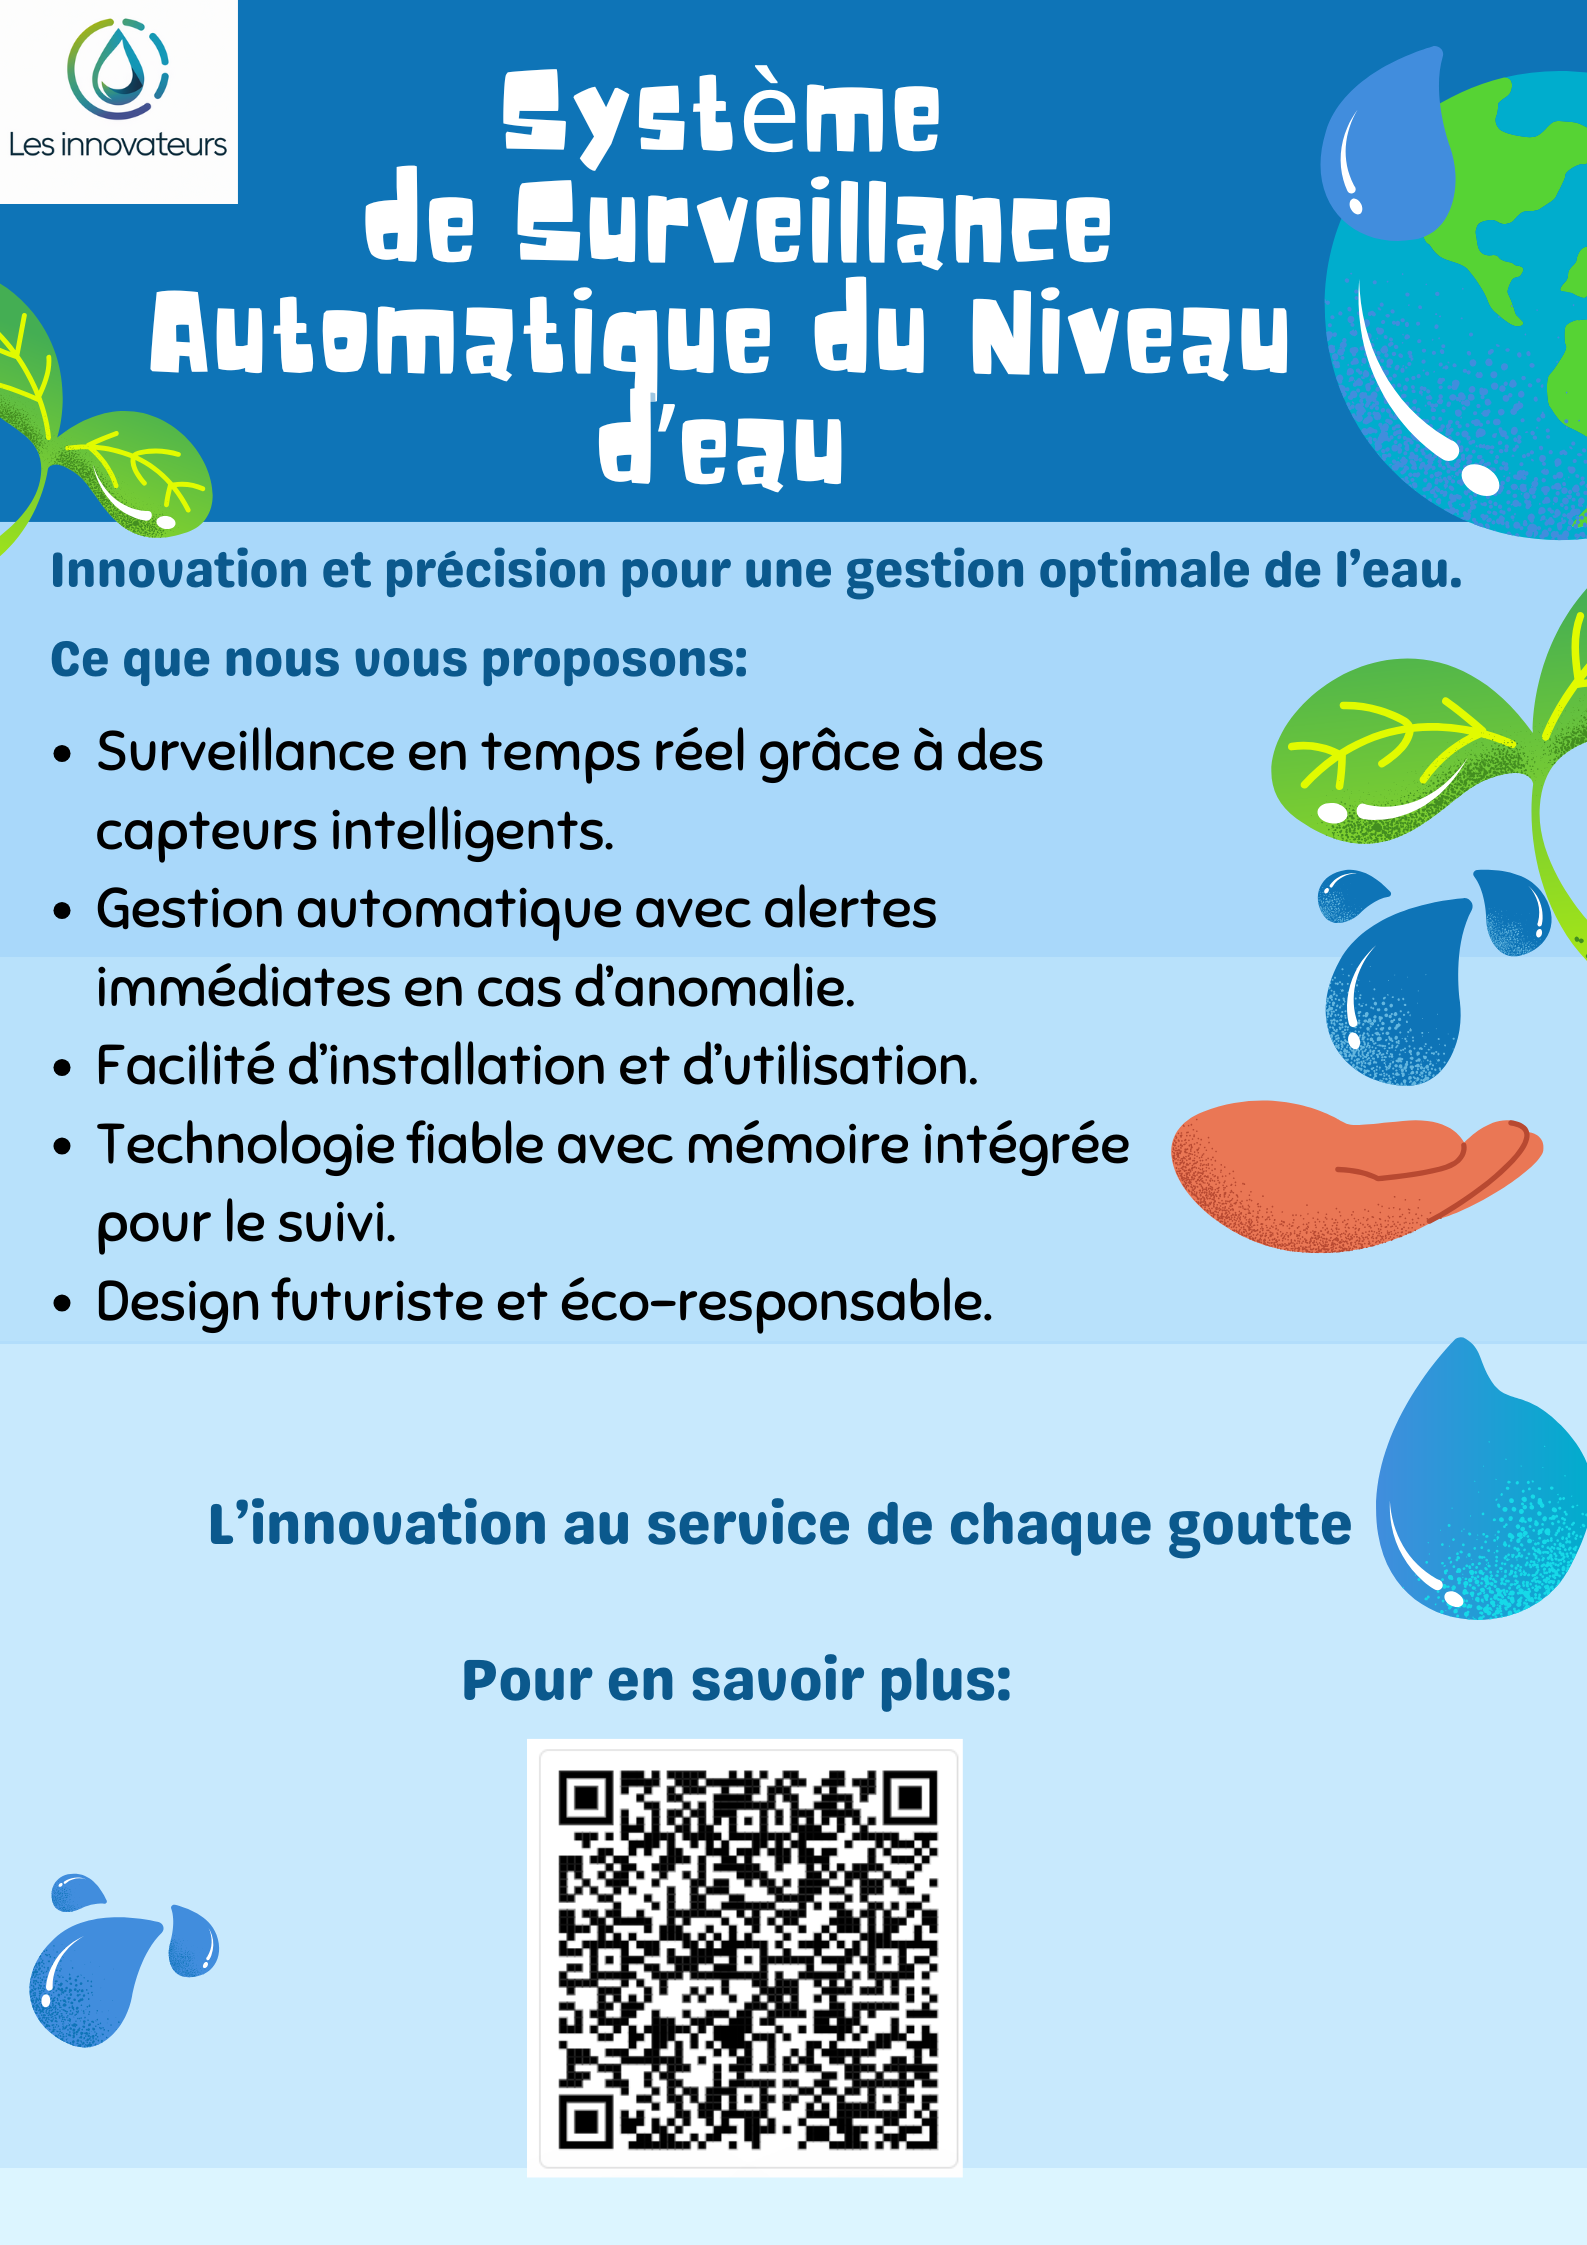 Les innovateurs
Système
de Surveillance
Automatique du Niveau
d'eau
Innovation et précision pour une gestion optimale de l'eau.
Ce que nous vous proposons:
• Surveillance en temps réel grâce à des
capteurs intelligents.
• Gestion automatique avec alertes
immédiates en cas d'anomalie.
• Facilité d'installation et d'utilisation.
• Technologie fiable avec mémoire intégrée
pour le suivi.
• Design futuriste et éco-responsable.
L'innovation au service de chaque goutte
Pour en savoir plus: